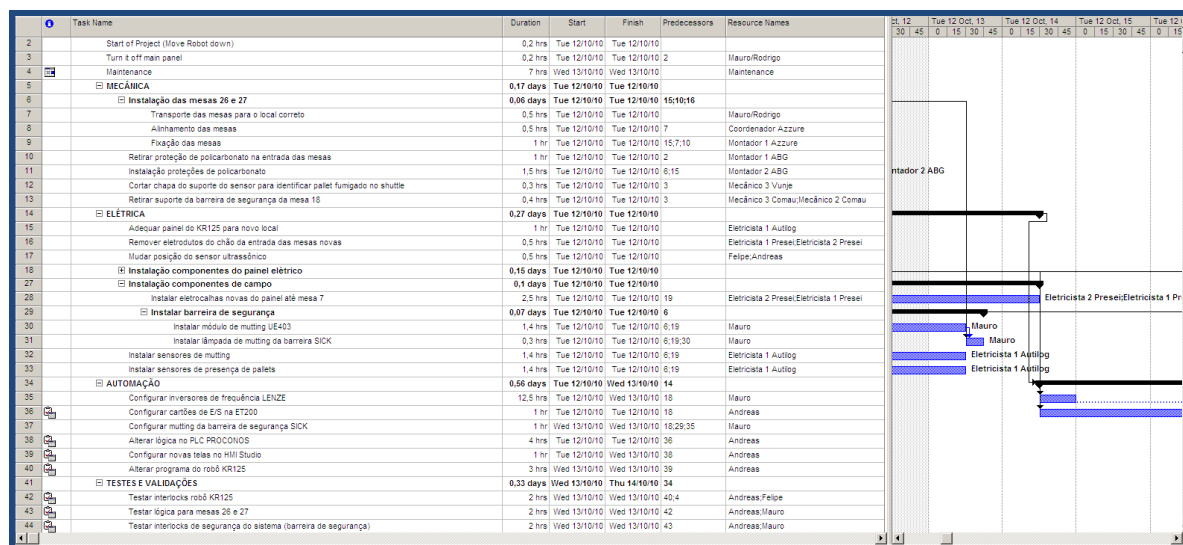 Task Name Duration Start Finish Predecessors Resource Names
2 Start of Project (Move Robot down) 0,2 hrs Tue 12/10/10 Tue 12/10/10
3 Turn it off main panel 0,2 hrs Tue 12/10/10 Tue 12/10/10 2 Mauro/Rodrigo
4 Maintenance 7 hrs Wed 13/10/10 Wed 13/10/10 Maintenance
5 MECÂNICA 0,17 days Tue 12/10/10 Tue 12/10/10
6 Instalação das mesas 26 e 27 0,06 days Tue 12/10/10 Tue 12/10/10 15;10;16
7 Transporte das mesas para o local correto 0,5 hrs Tue 12/10/10 Tue 12/10/10 Mauro/Rodrigo
8 Alinhamento das mesas 0,5 hrs Tue 12/10/10 Tue 12/10/10 7 Coordenador Azzure
9 Fixação das mesas 1 hr Tue 12/10/10 Tue 12/10/10 15;7;10 Montador 1 Azzure
10 Retirar proteção de policarbonato na entrada das mesas 1 hr Tue 12/10/10 Tue 12/10/10 2 Montador 1 ABG
11 Instalação proteções de policarbonato 1,5 hrs Tue 12/10/10 Tue 12/10/10 6;15 Montador 2 ABG
12 Cortar chapa do suporte do sensor para identificar pallet fumigado no shuttle 0,3 hrs Tue 12/10/10 Tue 12/10/10 3 Mecânico 3 Vunje
13 Retirar suporte da barreira de segurança da mesa 18 0,4 hrs Tue 12/10/10 Tue 12/10/10 3 Mecânico 3 Comau;Mecânico 2 Comau
14 ELÉTRICA 0,27 days Tue 12/10/10 Tue 12/10/10
15 Adequar painel do KR125 para novo local 1 hr Tue 12/10/10 Tue 12/10/10 Eletricista 1 Autilog
16 Remover eletrodutos do chão da entrada das mesas novas 0,5 hrs Tue 12/10/10 Tue 12/10/10 Eletricista 1 Presei;Eletricista 2 Presei
17 Mudar posição do sensor ultrassônico 0,5 hrs Tue 12/10/10 Tue 12/10/10 Felipe;Andreas
18 Instalação componentes do painel elétrico 0,15 days Tue 12/10/10 Tue 12/10/10
27 Instalação componentes de campo 0,1 days Tue 12/10/10 Tue 12/10/10
28 Instalar eletrocalhas novas do painel até mesa 7 2,5 hrs Tue 12/10/10 Tue 12/10/10 19 Eletricista 2 Presei;Eletricista 1 Presei
29 Instalar barreira de segurança 0,07 days Tue 12/10/10 Tue 12/10/10 6
30 Instalar módulo de mutting UE403 1,4 hrs Tue 12/10/10 Tue 12/10/10 6;19 Mauro
31 Instalar lâmpada de mutting da barreira SICK 0,3 hrs Tue 12/10/10 Tue 12/10/10 6;19;30 Mauro
32 Instalar sensores de mutting 1,4 hrs Tue 12/10/10 Tue 12/10/10 6;19 Eletricista 1 Autilog
33 Instalar sensores de presença de pallets 1,4 hrs Tue 12/10/10 Tue 12/10/10 6;19 Eletricista 1 Autilog
34 AUTOMAÇÃO 0,56 days Tue 12/10/10 Wed 13/10/10 14
35 Configurar inversores de frequência LENZE 12,5 hrs Tue 12/10/10 Wed 13/10/10 18 Mauro
36 Configurar cartões de E/S na ET200 1 hr Tue 12/10/10 Tue 12/10/10 18 Andreas
37 Configurar mutting da barreira de segurança SICK 1 hr Wed 13/10/10 Wed 13/10/10 18;29;35 Mauro
38 Alterar lógica no PLC PROCONOS 4 hrs Tue 12/10/10 Tue 12/10/10 36 Andreas
39 Configurar novas telas no HMI Studio 1 hr Tue 12/10/10 Wed 13/10/10 38 Andreas
40 Alterar programa do robô KR125 3 hrs Wed 13/10/10 Wed 13/10/10 39 Andreas
41 TESTES E VALIDAÇÕES 0,33 days Wed 13/10/10 Thu 14/10/10 34
42 Testar interlocks robô KR125 2 hrs Wed 13/10/10 Wed 13/10/10 40;4 Andreas;Felipe
43 Testar lógica para mesas 26 e 27 2 hrs Wed 13/10/10 Wed 13/10/10 42 Andreas;Mauro
44 Testar interlocks de segurança do sistema (barreira de segurança) 2 hrs Wed 13/10/10 Wed 13/10/10 43 Andreas;Mauro
ct, 12 Tue 12 Oct, 13 Tue 12 Oct, 14 Tue 12 Oct, 15 Tue 12
30 45 0 15 30 45 0 15 30 45 0 15 30 45 0 15
ntador 2 ABG
Eletricista 2 Presei;Eletricista 1 Pr
Mauro
Mauro
Eletricista 1 Autilog
Eletricista 1 Autilog